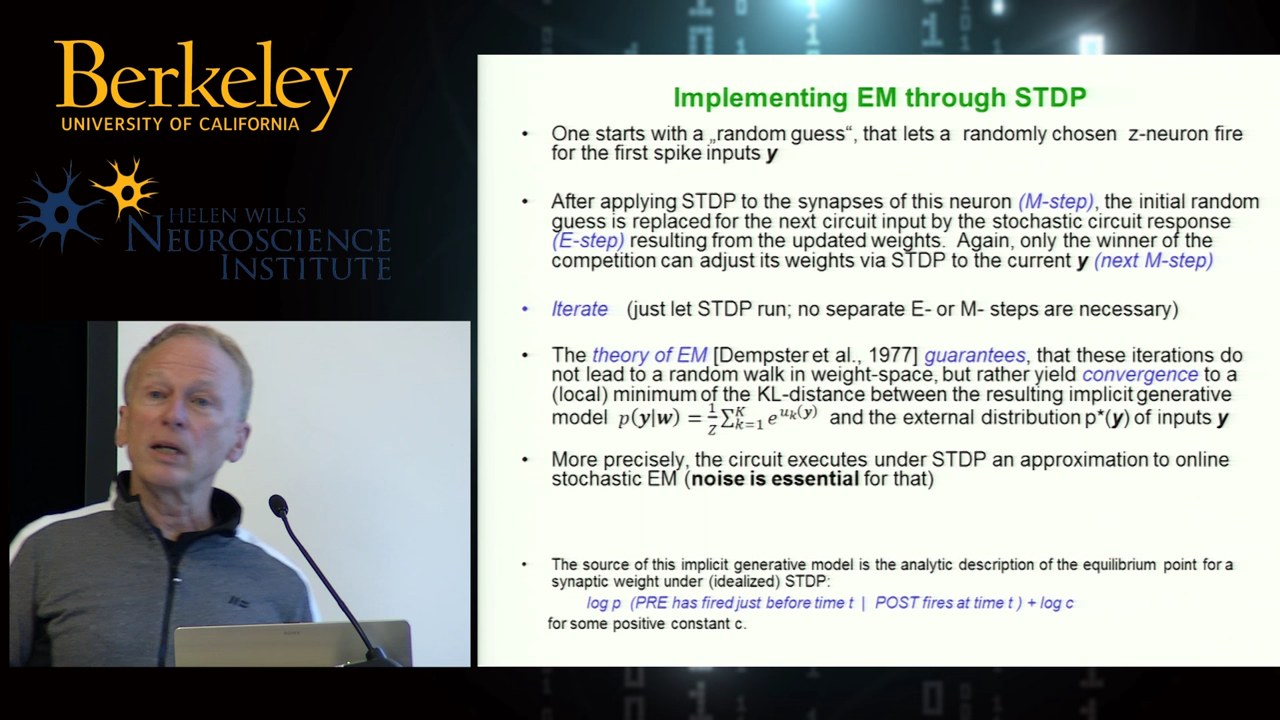 Berkeley
UNIVERSITY OF CALIFORNIA
HELEN WILLS
NEUROSCIENCE
INSTITUTE
Implementing EM through STDP
• One starts with a „random guess“, that lets a randomly chosen z-neuron fire
for the first spike inputs y
• After applying STDP to the synapses of this neuron (M-step), the initial random
guess is replaced for the next circuit input by the stochastic circuit response
(E-step) resulting from the updated weights. Again, only the winner of the
competition can adjust its weights via STDP to the current y (next M-step)
• Iterate (just let STDP run; no separate E- or M- steps are necessary)
• The theory of EM [Dempster et al., 1977] guarantees, that these iterations do
not lead to a random walk in weight-space, but rather yield convergence to a
(local) minimum of the KL-distance between the resulting implicit generative
model p(y|w) = 1/Z ∑_{k=1}^{K} e^{u_k(y)} and the external distribution p*(y) of inputs y
• More precisely, the circuit executes under STDP an approximation to online
stochastic EM (noise is essential for that)
• The source of this implicit generative model is the analytic description of the equilibrium point for a
synaptic weight under (idealized) STDP:
log p (PRE has fired just before time t | POST fires at time t ) + log c
for some positive constant c.